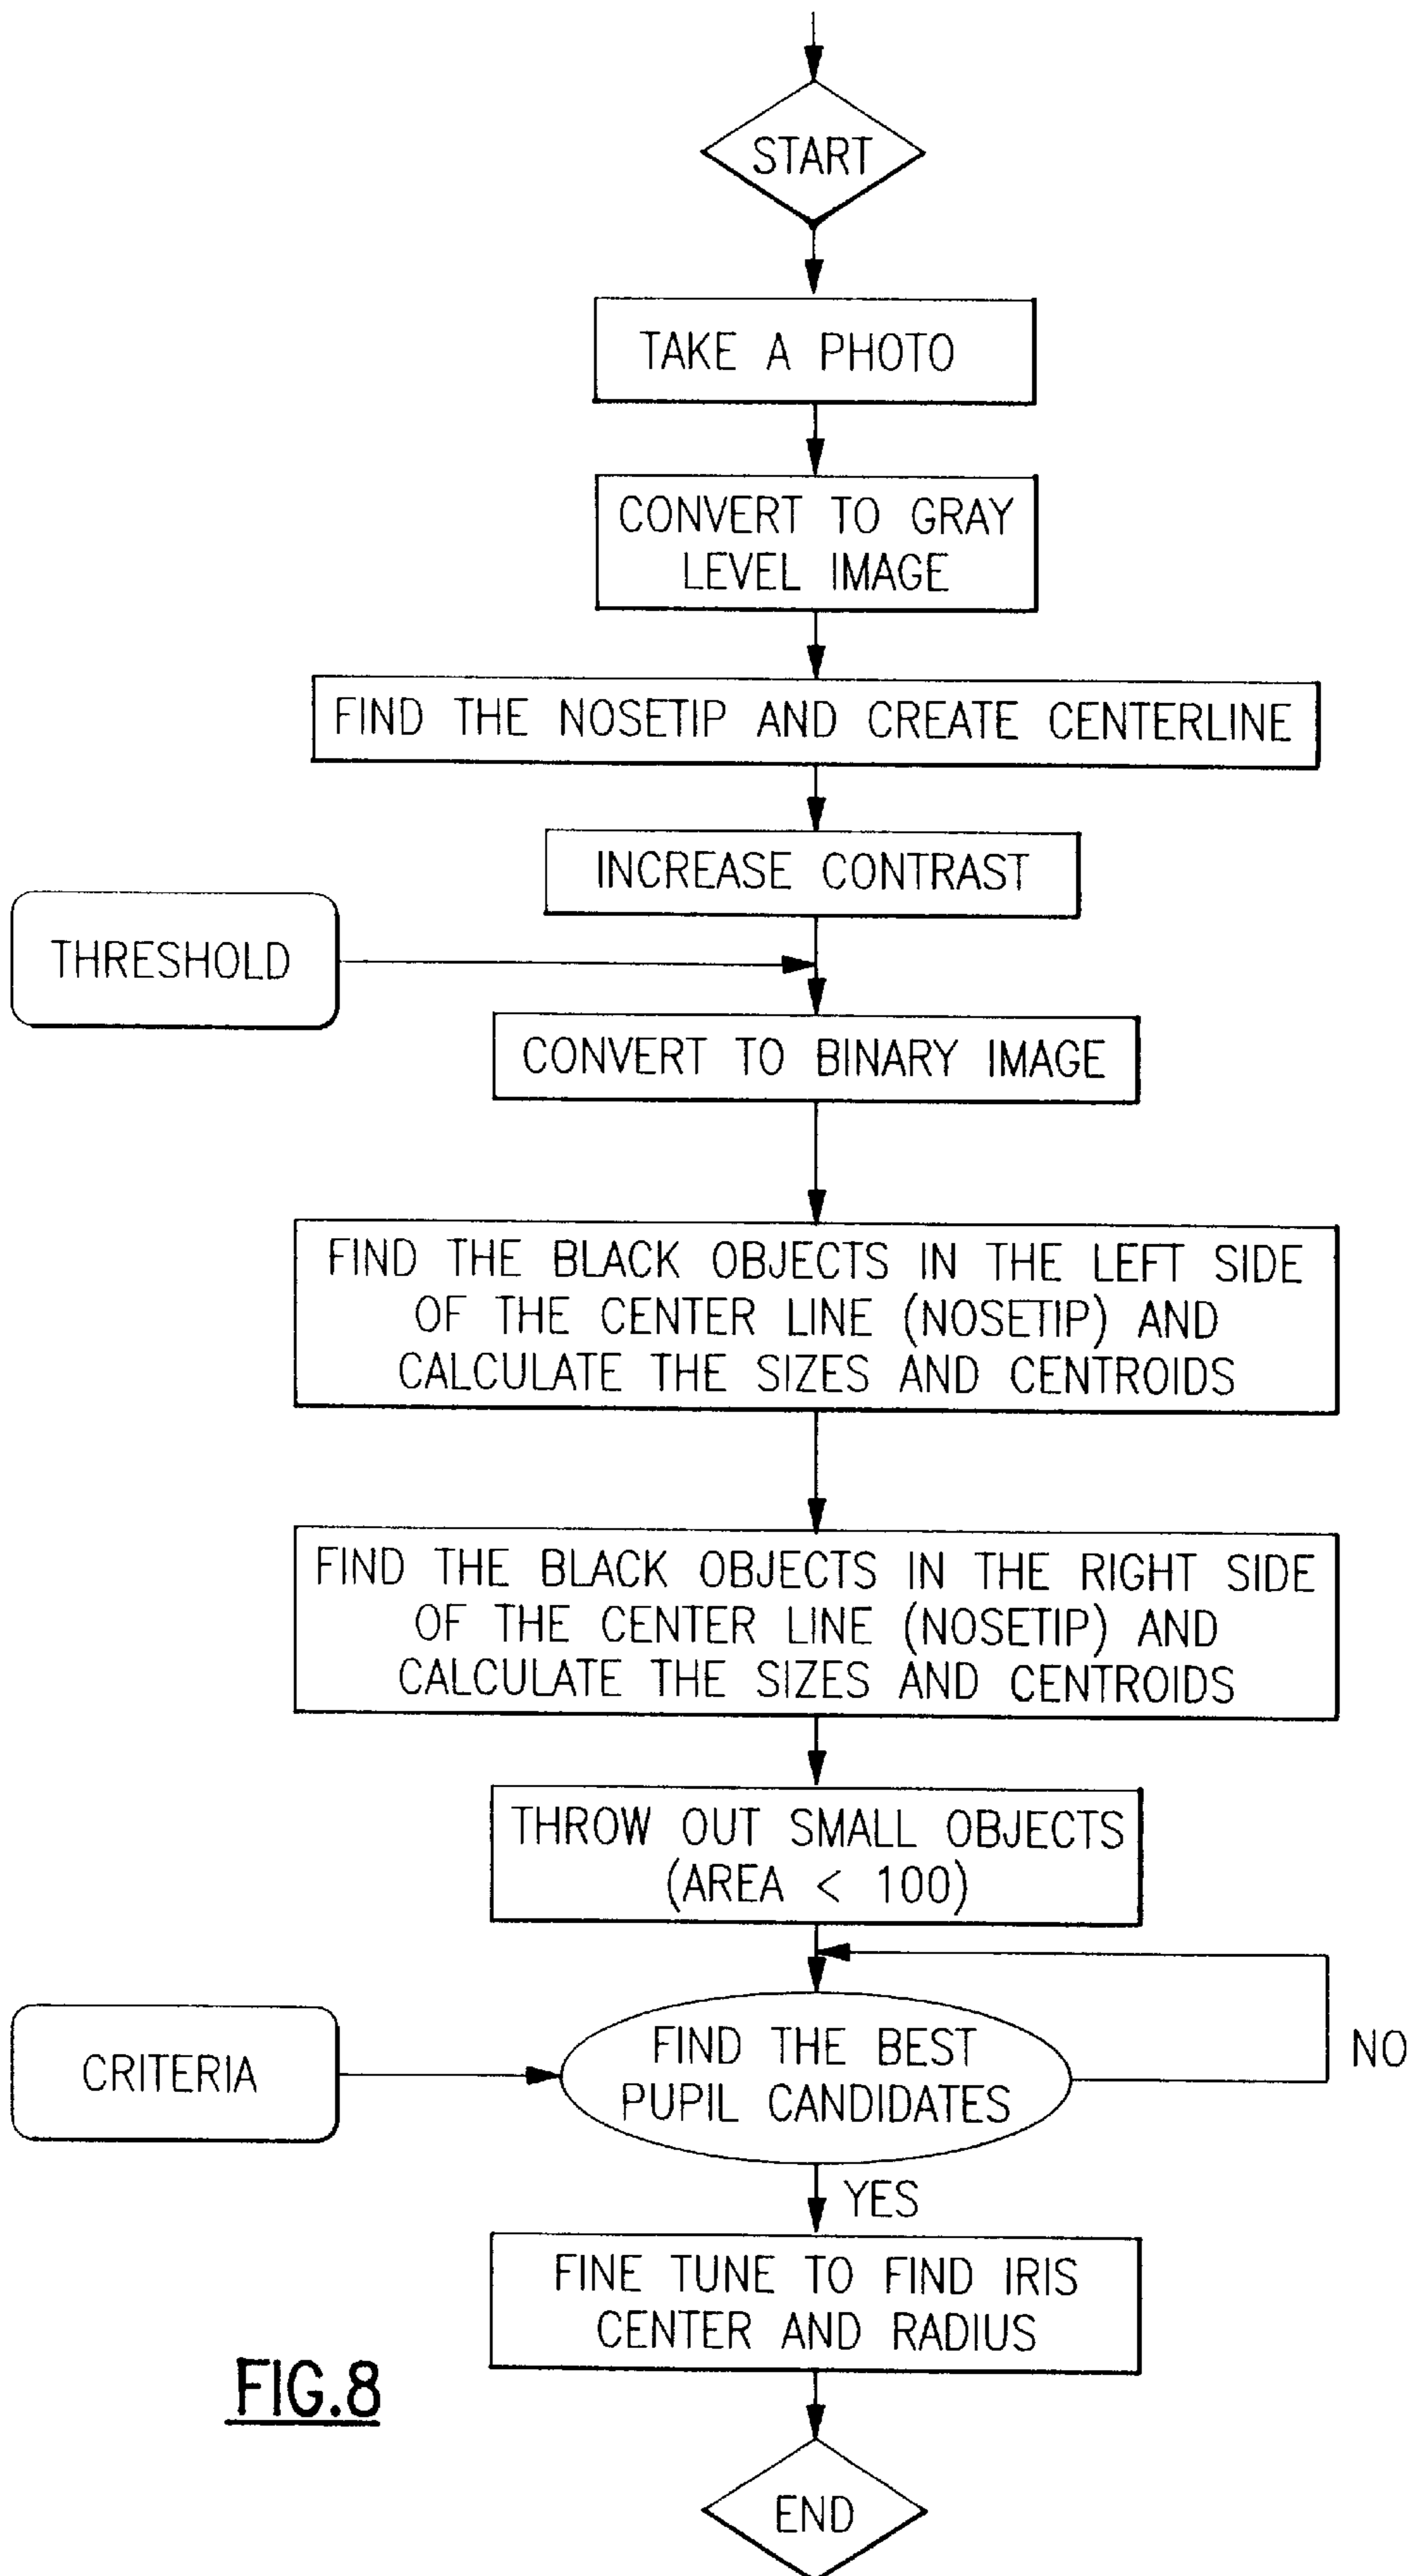 START
TAKE A PHOTO
CONVERT TO GRAY
LEVEL IMAGE
FIND THE NOSETIP AND CREATE CENTERLINE
INCREASE CONTRAST
THRESHOLD
CONVERT TO BINARY IMAGE
FIND THE BLACK OBJECTS IN THE LEFT SIDE
OF THE CENTER LINE (NOSETIP) AND
CALCULATE THE SIZES AND CENTROIDS
FIND THE BLACK OBJECTS IN THE RIGHT SIDE
OF THE CENTER LINE (NOSETIP) AND
CALCULATE THE SIZES AND CENTROIDS
THROW OUT SMALL OBJECTS
(AREA < 100)
CRITERIA
FIND THE BEST
PUPIL CANDIDATES
NO
YES
FINE TUNE TO FIND IRIS
CENTER AND RADIUS
FIG.8
END